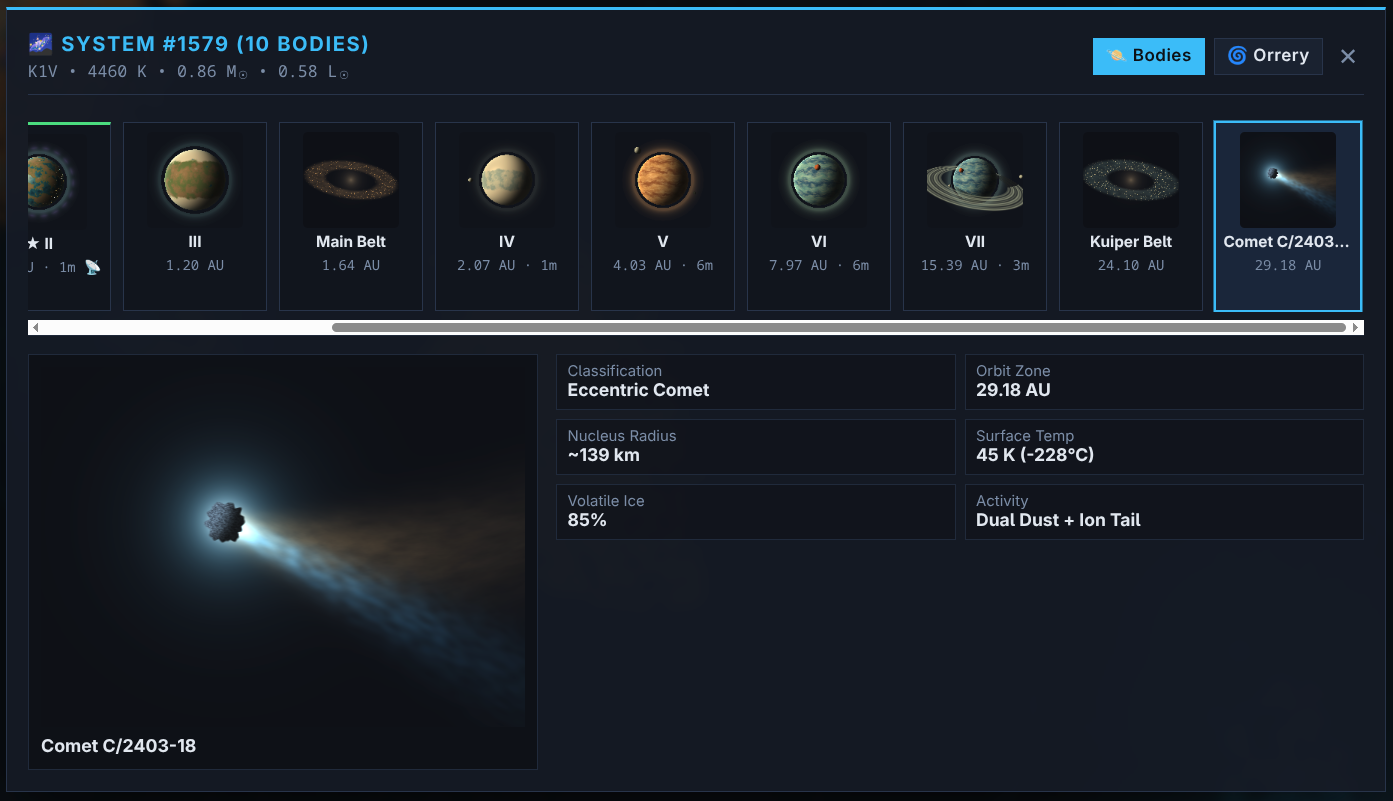 SYSTEM #1579 (10 BODIES)
K1V • 4460 K • 0.86 M☉ • 0.58 L☉
Bodies
Orrery
✕
★ II
· 1m
III
1.20 AU
Main Belt
1.64 AU
IV
2.07 AU · 1m
V
4.03 AU · 6m
VI
7.97 AU · 6m
VII
15.39 AU · 3m
Kuiper Belt
24.10 AU
Comet C/2403...
29.18 AU
Comet C/2403-18
Classification
Eccentric Comet
Orbit Zone
29.18 AU
Nucleus Radius
~139 km
Surface Temp
45 K (-228°C)
Volatile Ice
85%
Activity
Dual Dust + Ion Tail